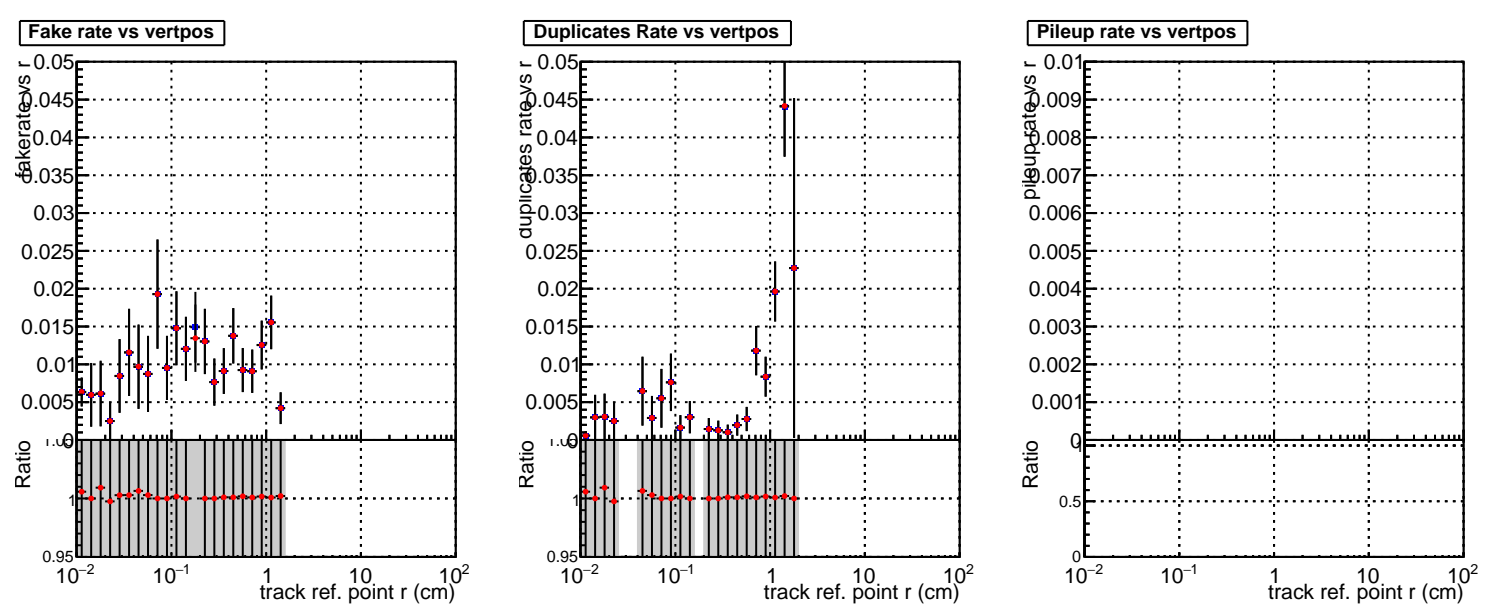 Fake rate vs vertpos
fakerate vs r
0.05
0.045
0.04
0.035
0.03
0.025
0.02
0.015
0.01
0.005
0
Ratio
1
0.95
10⁻² 10⁻¹ 1 10 10²
track ref. point r (cm)
Duplicates Rate vs vertpos
duplicates rate vs r
0.05
0.045
0.04
0.035
0.03
0.025
0.02
0.015
0.01
0.005
0
Ratio
1
0.95
10⁻² 10⁻¹ 1 10 10²
track ref. point r (cm)
Pileup rate vs vertpos
pileup rate vs r
0.01
0.009
0.008
0.007
0.006
0.005
0.004
0.003
0.002
0.001
0
Ratio
1
0.5
0
10⁻² 10⁻¹ 1 10 10²
track ref. point r (cm)